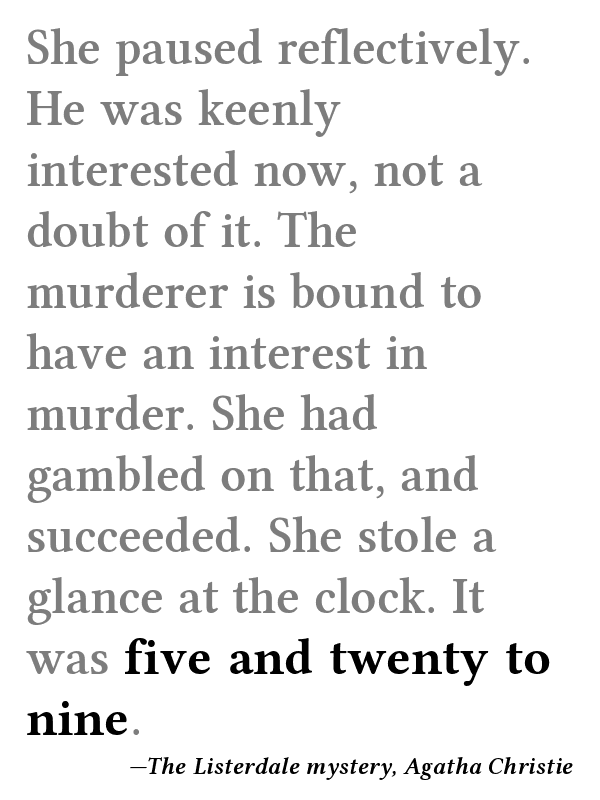 She paused reflectively.
He was keenly
interested now, not a
doubt of it. The
murderer is bound to
have an interest in
murder. She had
gambled on that, and
succeeded. She stole a
glance at the clock. It
was five and twenty to
nine.
—The Listerdale mystery, Agatha Christie